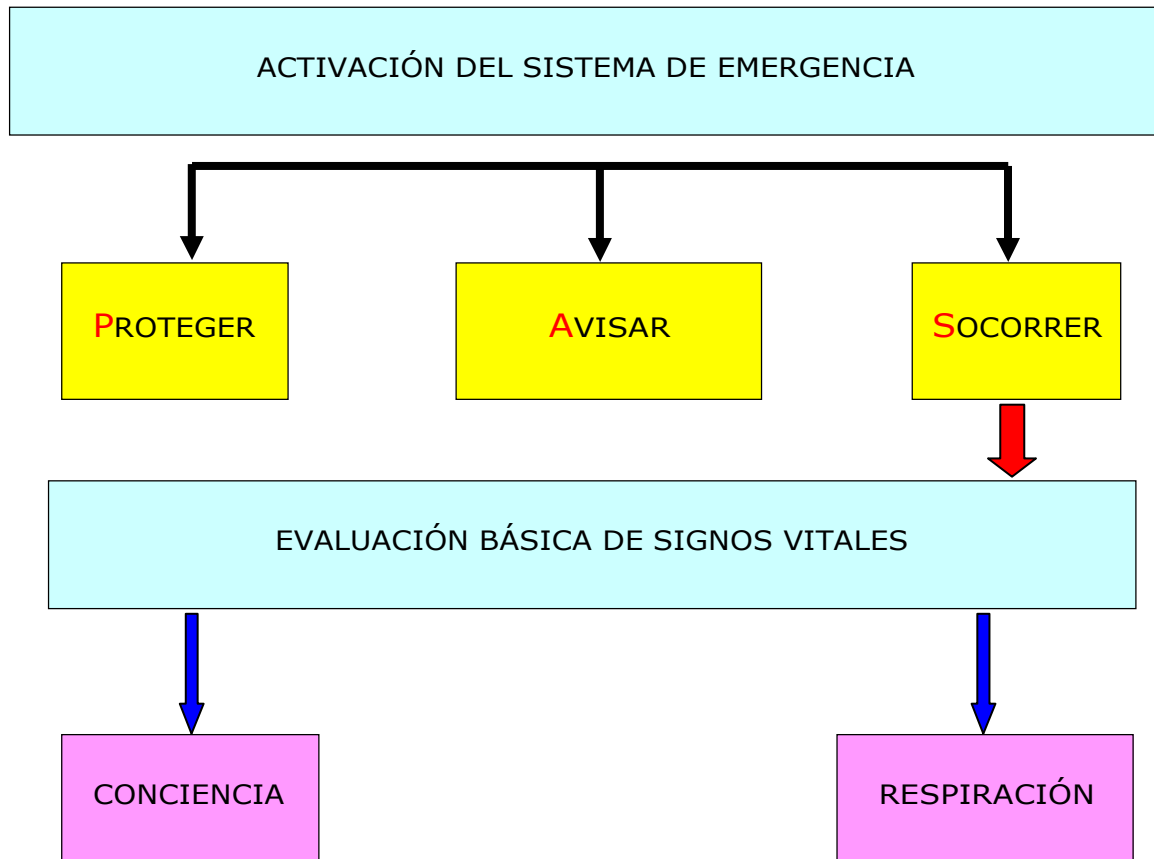 ACTIVACIÓN DEL SISTEMA DE EMERGENCIA
PROTEGER
AVISAR
SOCORRER
EVALUACIÓN BÁSICA DE SIGNOS VITALES
CONCIENCIA
RESPIRACIÓN